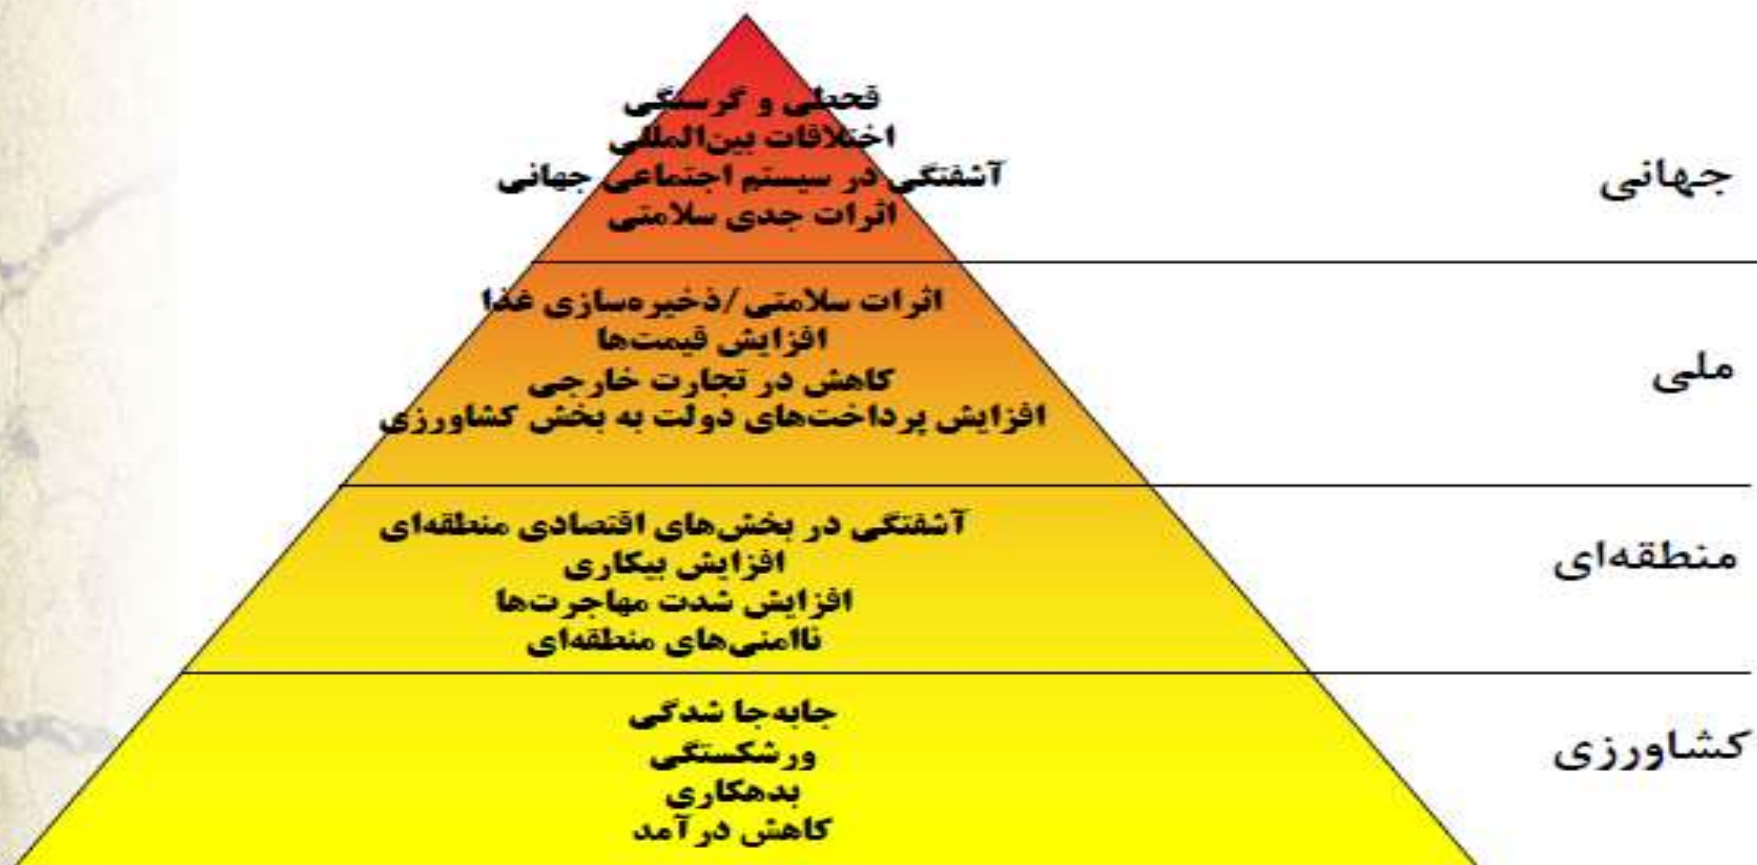 قحطی و گرسنگی
اختلافات بین‌المللی
آشفتگی در سیستم اجتماعی جهانی
اثرات جدی سلامتی
جهانی
اثرات سلامتی/ذخیره‌سازی غذا
افزایش قیمت‌ها
کاهش در تجارت خارجی
افزایش پرداخت‌های دولت به بخش کشاورزی
ملی
آشفتگی در بخش‌های اقتصادی منطقه‌ای
افزایش بیکاری
افزایش شدت مهاجرت‌ها
ناامنی‌های منطقه‌ای
منطقه‌ای
جابه‌جا شدگی
ورشکستگی
بدهکاری
کاهش درآمد
کشاورزی